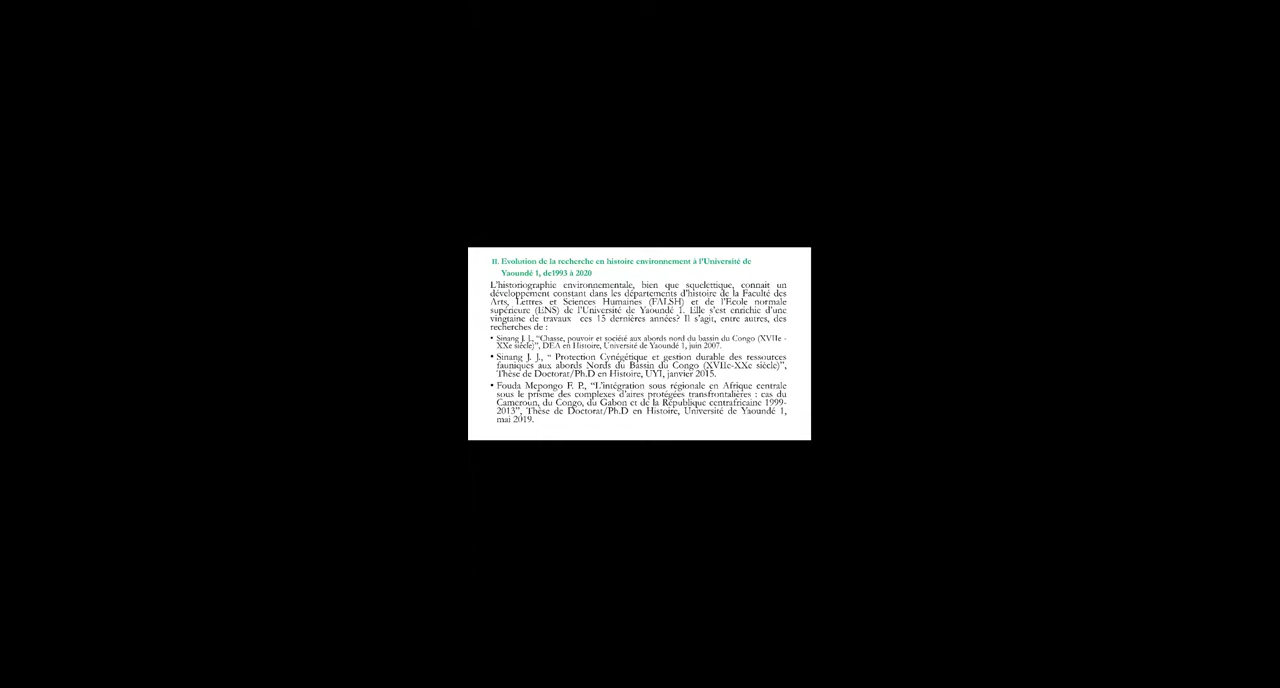 II. Evolution de la recherche en histoire environnement à l'Université de
Yaoundé 1, de1993 à 2020
L'historiographie environnementale, bien que squelettique, connait un
développement constant dans les départements d'histoire de la Faculté des
Arts, Lettres et Sciences Humaines (FALSH) et de l'Ecole normale
supérieure (ENS) de l'Université de Yaoundé 1. Elle s'est enrichie d'une
vingtaine de travaux ces 15 dernières années? Il s'agit, entre autres, des
recherches de :
• Sinang J. J., "Chasse, pouvoir et société aux abords nord du bassin du Congo (XVIIe -
XXe siècle)", DEA en Histoire, Université de Yaoundé 1, juin 2007.
• Sinang J. J., " Protection Cynégétique et gestion durable des ressources
fauniques aux abords Nords du Bassin du Congo (XVIIe-XXe siècle)",
Thèse de Doctorat/Ph.D en Histoire, UYI, janvier 2015.
• Fouda Mepongo F. P., "L'intégration sous régionale en Afrique centrale
sous le prisme des complexes d'aires protégées transfrontalières : cas du
Cameroun, du Congo, du Gabon et de la République centrafricaine 1999-
2013", Thèse de Doctorat/Ph.D en Histoire, Université de Yaoundé 1,
mai 2019.